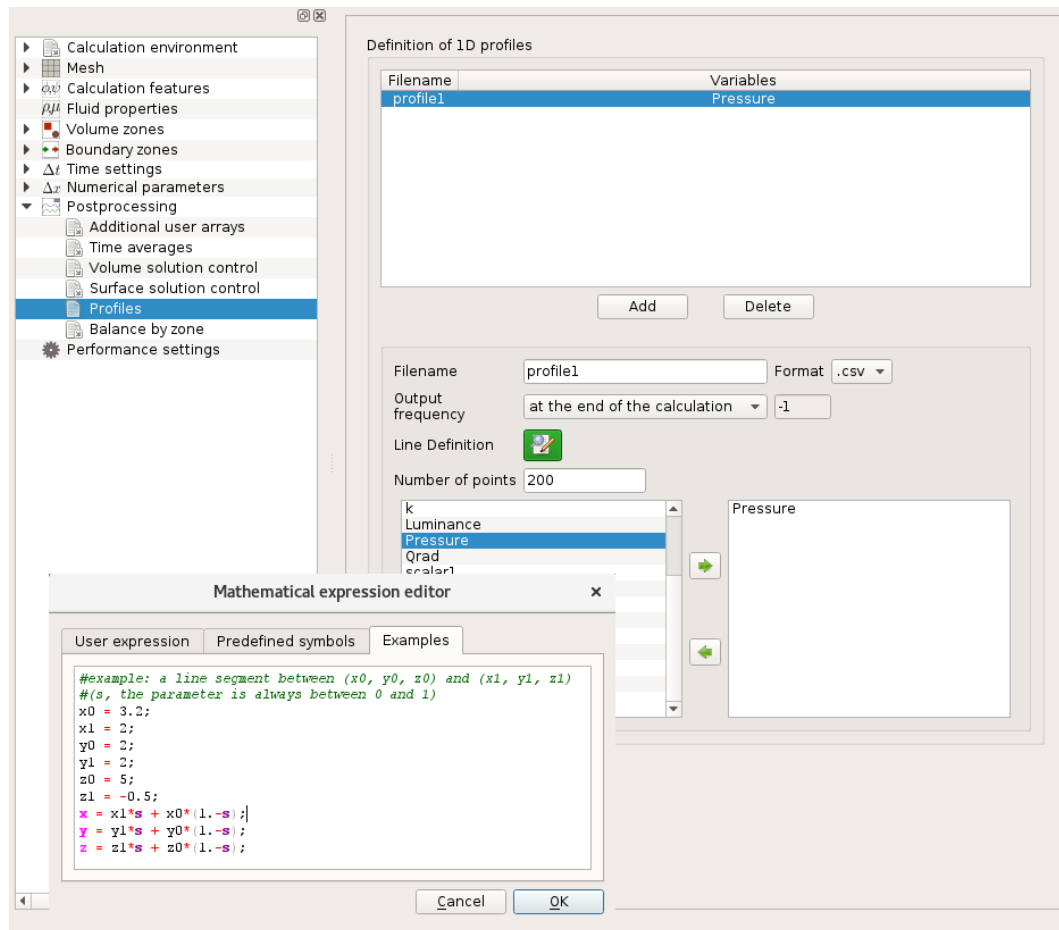 Calculation environment
Mesh
Calculation features
Fluid properties
Volume zones
Boundary zones
Δt Time settings
Δx Numerical parameters
Postprocessing
Additional user arrays
Time averages
Volume solution control
Surface solution control
Profiles
Balance by zone
Performance settings
Definition of 1D profiles
Filename Variables
profile1 Pressure
Add Delete
Filename profile1 Format .csv
Output
frequency
at the end of the calculation -1
Line Definition
Number of points 200
k
Luminance
Pressure
Qrad
scalar1
Pressure
Mathematical expression editor
User expression Predefined symbols Examples
#example: a line segment between (x0, y0, z0) and (x1, y1, z1)
#(s, the parameter is always between 0 and 1)
x0 = 3.2;
x1 = 2;
y0 = 2;
y1 = 2;
z0 = 5;
z1 = -0.5;
x = x1*s + x0*(1.-s);
y = y1*s + y0*(1.-s);
z = z1*s + z0*(1.-s);
Cancel OK